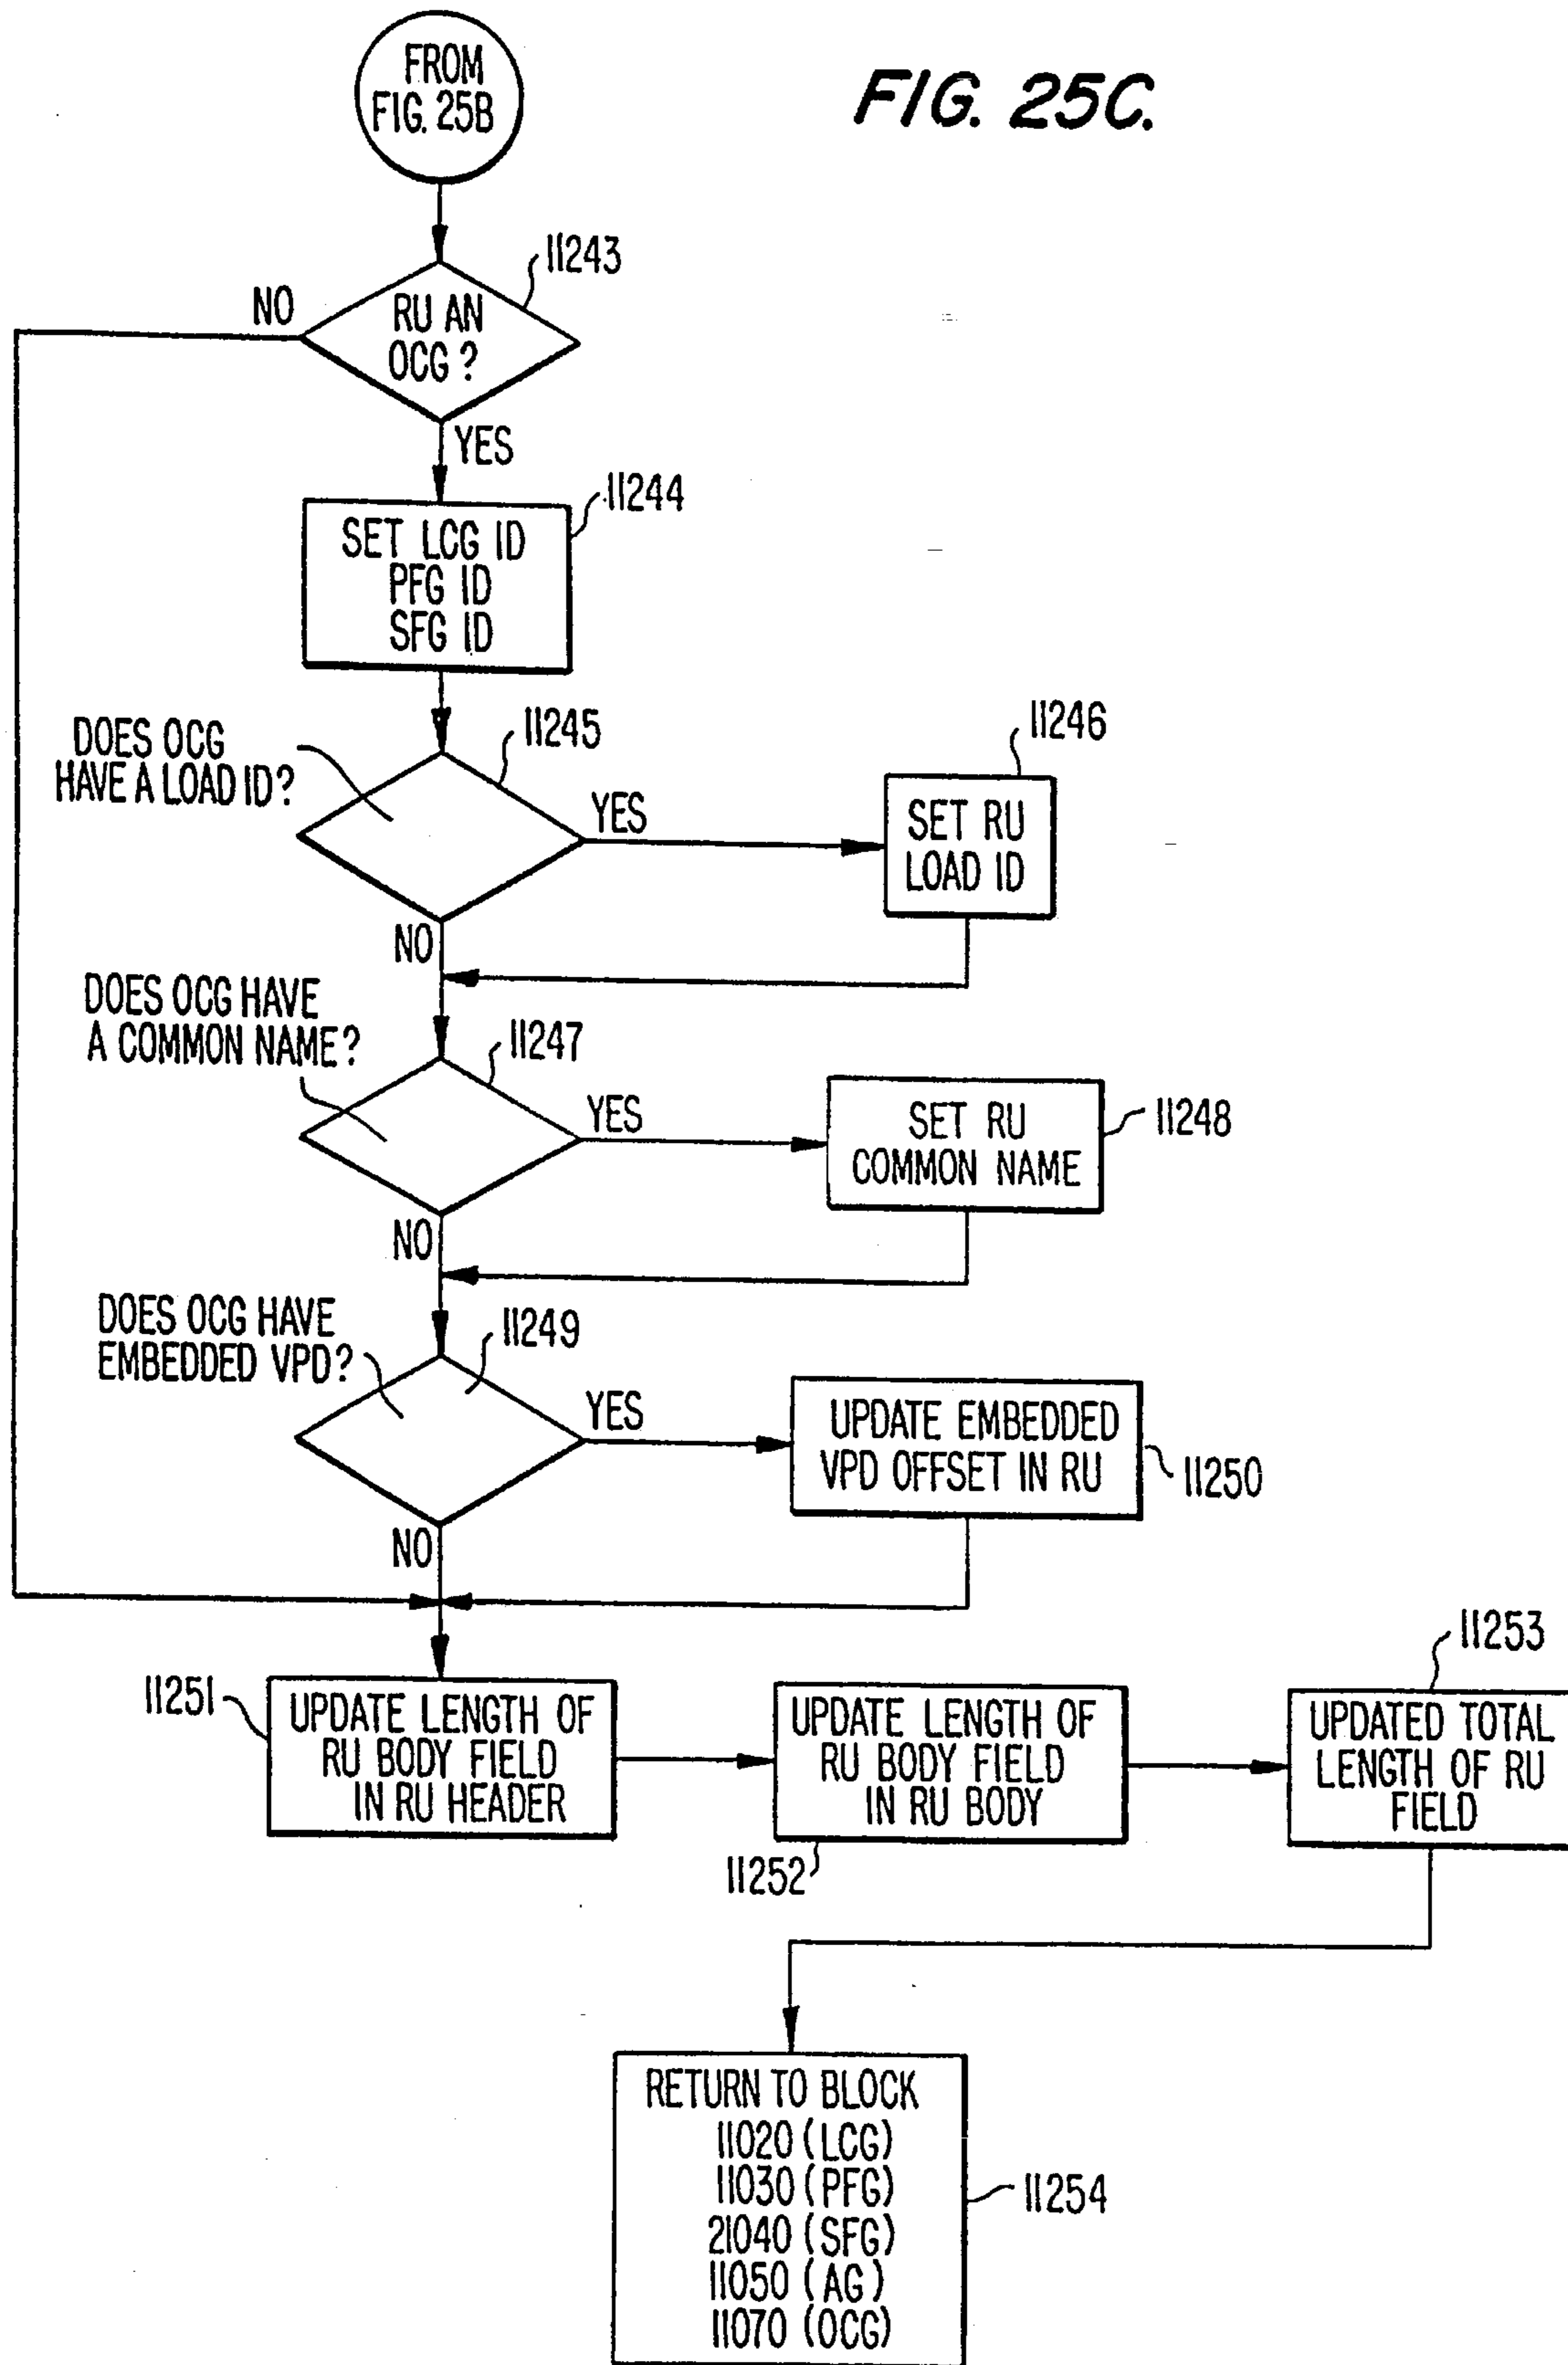 FROM
FIG. 25B
FIG. 25C.
11243
NO
RU AN
OCG?
YES
11244
SET LCG ID
PFG ID
SFG ID
DOES OCG
HAVE A LOAD ID?
11245
YES
11246
SET RU
LOAD ID
NO
DOES OCG HAVE
A COMMON NAME?
11247
YES
SET RU
COMMON NAME
11248
NO
DOES OCG HAVE
EMBEDDED VPD?
11249
YES
UPDATE EMBEDDED
VPD OFFSET IN RU
11250
NO
11251
UPDATE LENGTH OF
RU BODY FIELD
IN RU HEADER
UPDATE LENGTH OF
RU BODY FIELD
IN RU BODY
11252
11253
UPDATED TOTAL
LENGTH OF RU
FIELD
RETURN TO BLOCK
11020 (LCG)
11030 (PFG)
21040 (SFG)
11050 (AG)
11070 (OCG)
11254